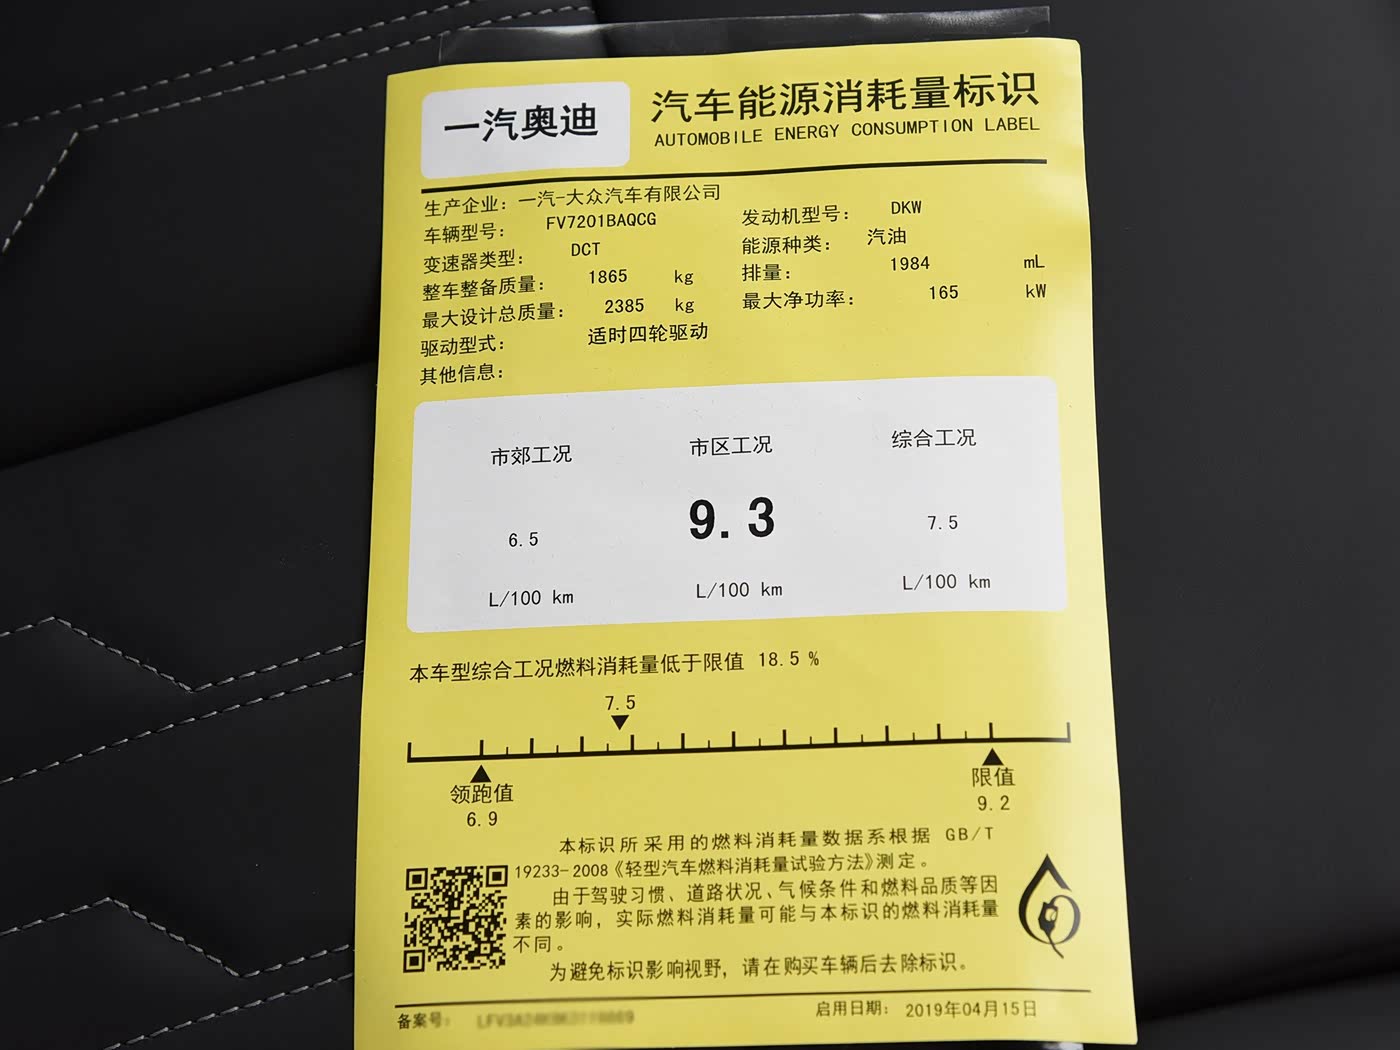 一汽奥迪
汽车能源消耗量标识
AUTOMOBILE ENERGY CONSUMPTION LABEL
生产企业：一汽-大众汽车有限公司
车辆型号： FV7201BAQCG 发动机型号： DKW
变速器类型： DCT 能源种类： 汽油
整车整备质量： 1865 kg 排量： 1984 mL
最大设计总质量： 2385 kg 最大净功率： 165 kW
驱动型式： 适时四轮驱动
其他信息：
市郊工况 市区工况 综合工况
6.5 9.3 7.5
L/100 km L/100 km L/100 km
本车型综合工况燃料消耗量低于限值 18.5 %
7.5
领跑值 限值
6.9 9.2
本标识所采用的燃料消耗量数据系根据 GB/T
19233-2008《轻型汽车燃料消耗量试验方法》测定。
由于驾驶习惯、道路状况、气候条件和燃料品质等因
素的影响，实际燃料消耗量可能与本标识的燃料消耗量
不同。
为避免标识影响视野，请在购买车辆后去除标识。
备案号： 启用日期： 2019年04月15日